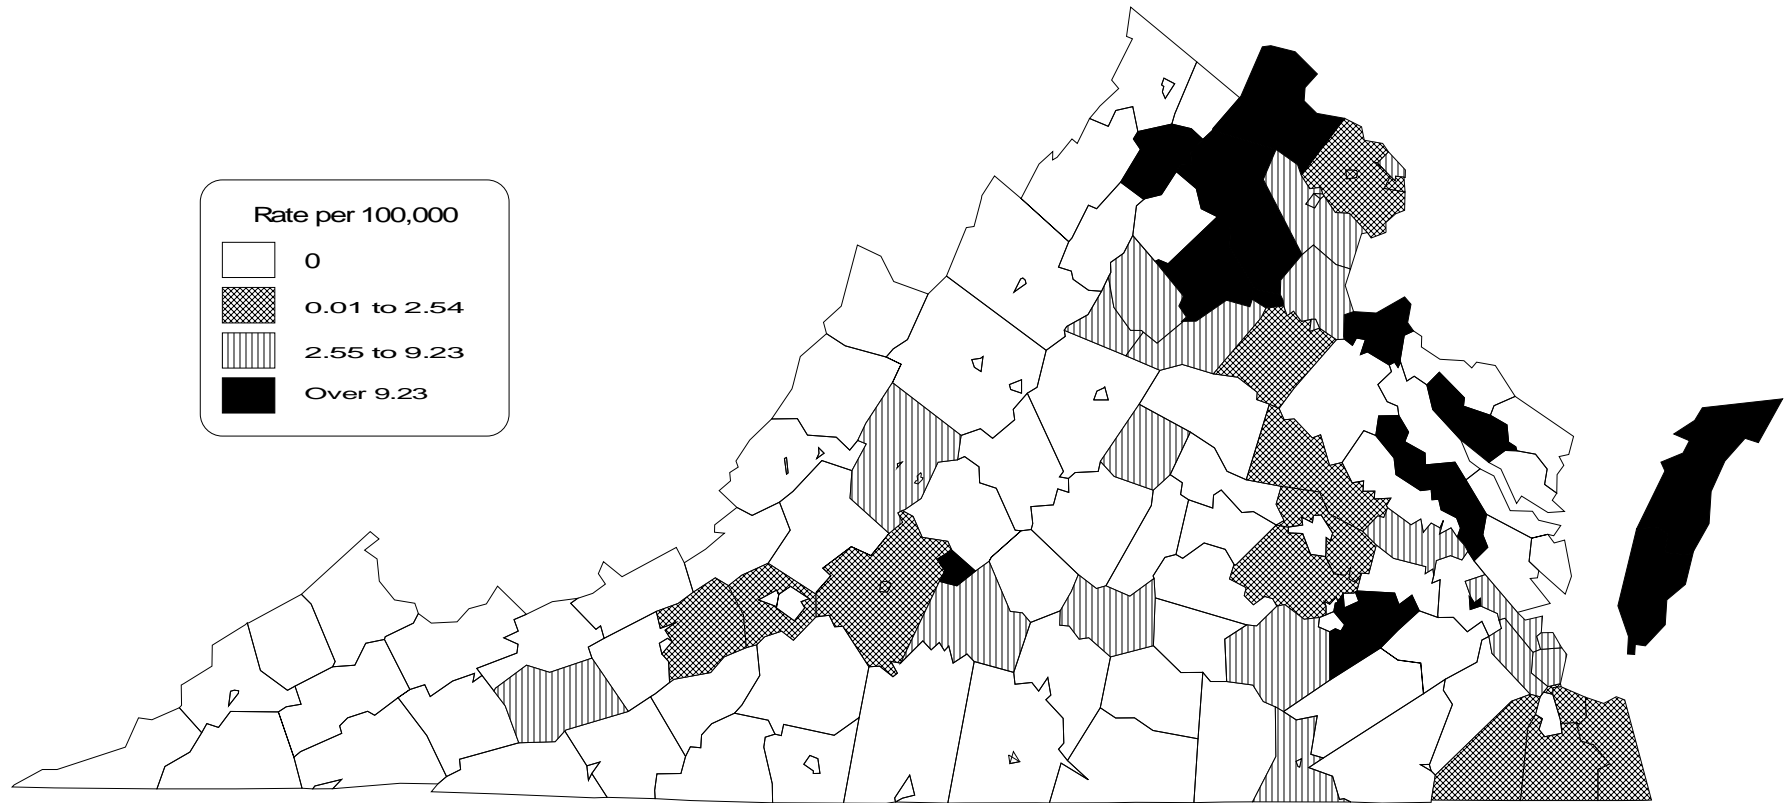 Rate per 100,000
0
0.01 to 2.54
2.55 to 9.23
Over 9.23